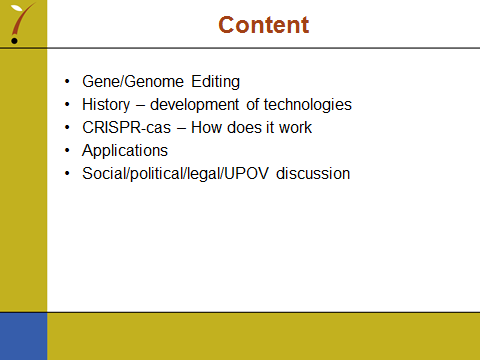 Content
• Gene/Genome Editing
• History – development of technologies
• CRISPR-cas – How does it work
• Applications
• Social/political/legal/UPOV discussion